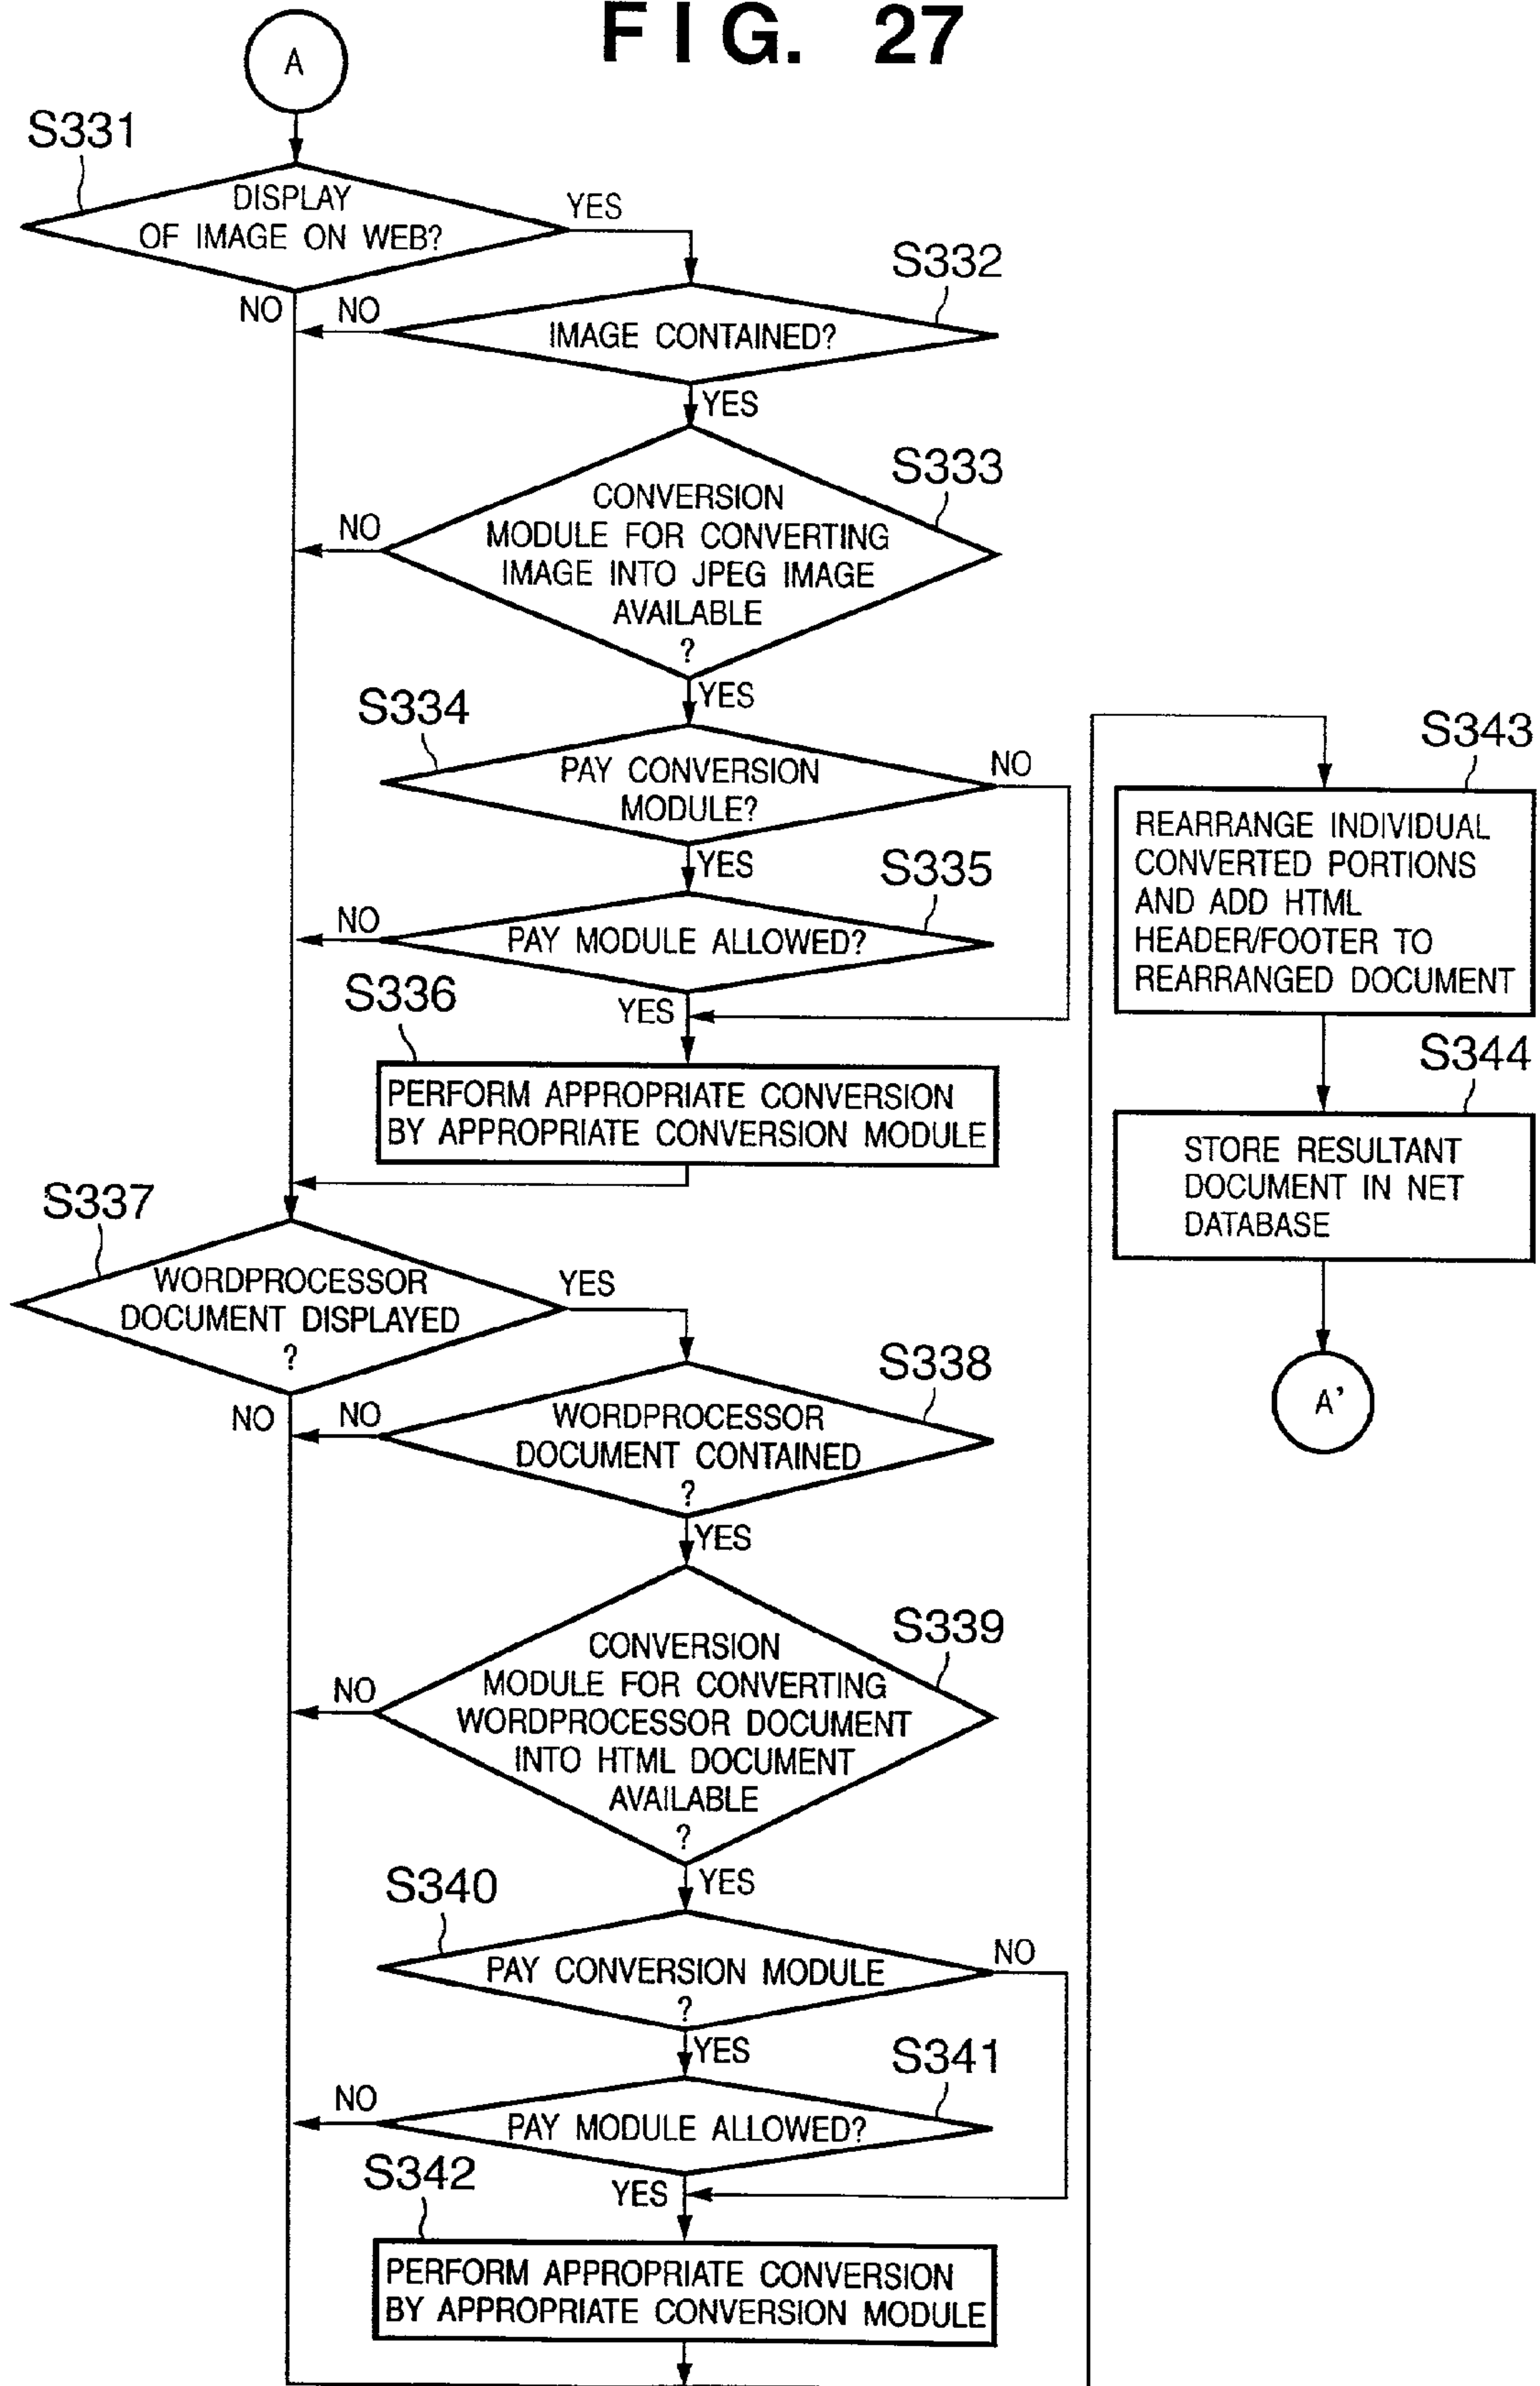 FIG. 27
A
S331
DISPLAY
OF IMAGE ON WEB?
YES
NO
S332
IMAGE CONTAINED?
NO
YES
S333
CONVERSION
MODULE FOR CONVERTING
IMAGE INTO JPEG IMAGE
AVAILABLE
?
NO
YES
S334
PAY CONVERSION
MODULE?
NO
YES
S335
PAY MODULE ALLOWED?
NO
YES
S336
PERFORM APPROPRIATE CONVERSION
BY APPROPRIATE CONVERSION MODULE
S337
WORDPROCESSOR
DOCUMENT DISPLAYED
?
YES
NO
S338
WORDPROCESSOR
DOCUMENT CONTAINED
?
NO
YES
S339
CONVERSION
MODULE FOR CONVERTING
WORDPROCESSOR DOCUMENT
INTO HTML DOCUMENT
AVAILABLE
?
NO
YES
S340
PAY CONVERSION MODULE
?
NO
YES
S341
PAY MODULE ALLOWED?
NO
YES
S342
PERFORM APPROPRIATE CONVERSION
BY APPROPRIATE CONVERSION MODULE
S343
REARRANGE INDIVIDUAL
CONVERTED PORTIONS
AND ADD HTML
HEADER/FOOTER TO
REARRANGED DOCUMENT
S344
STORE RESULTANT
DOCUMENT IN NET
DATABASE
A'